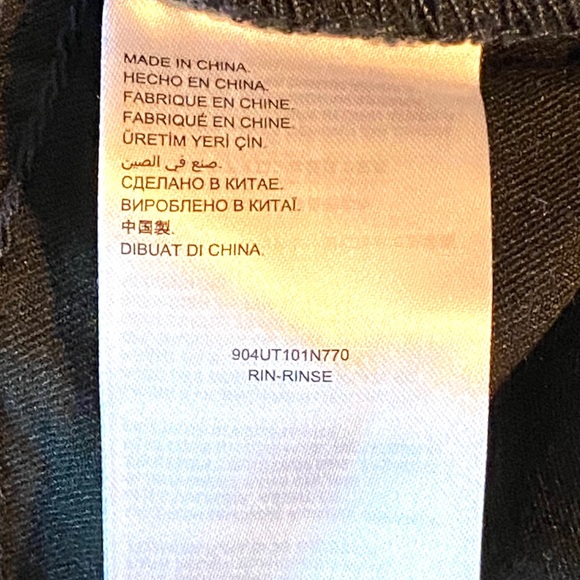 MADE IN CHINA.
HECHO EN CHINA.
FABRIQUE EN CHINE.
FABRIQUÉ EN CHINE.
ÜRETİM YERİ ÇİN.
صنع في الصين.
СДЕЛАНО В КИТАЕ.
ВИРОБЛЕНО В КИТАЇ.
中国製.
DIBUAT DI CHINA.
904UT101N770
RIN-RINSE